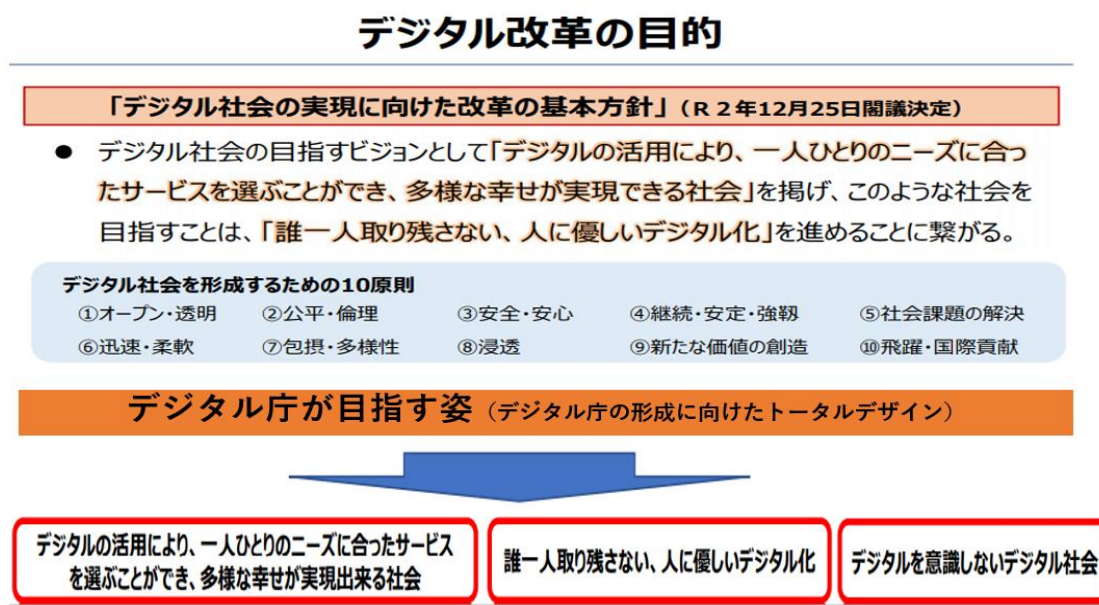 デジタル改革の目的
「デジタル社会の実現に向けた改革の基本方針」（R２年12月25日閣議決定）
● デジタル社会の目指すビジョンとして「デジタルの活用により、一人ひとりのニーズに合っ
たサービスを選ぶことができ、多様な幸せが実現できる社会」を掲げ、このような社会を
目指すことは、「誰一人取り残さない、人に優しいデジタル化」を進めることに繋がる。
デジタル社会を形成するための10原則
①オープン・透明 ②公平・倫理 ③安全・安心 ④継続・安定・強靱 ⑤社会課題の解決
⑥迅速・柔軟 ⑦包摂・多様性 ⑧浸透 ⑨新たな価値の創造 ⑩飛躍・国際貢献
デジタル庁が目指す姿（デジタル庁の形成に向けたトータルデザイン）
デジタルの活用により、一人ひとりのニーズに合ったサービス
を選ぶことができ、多様な幸せが実現出来る社会
誰一人取り残さない、人に優しいデジタル化
デジタルを意識しないデジタル社会